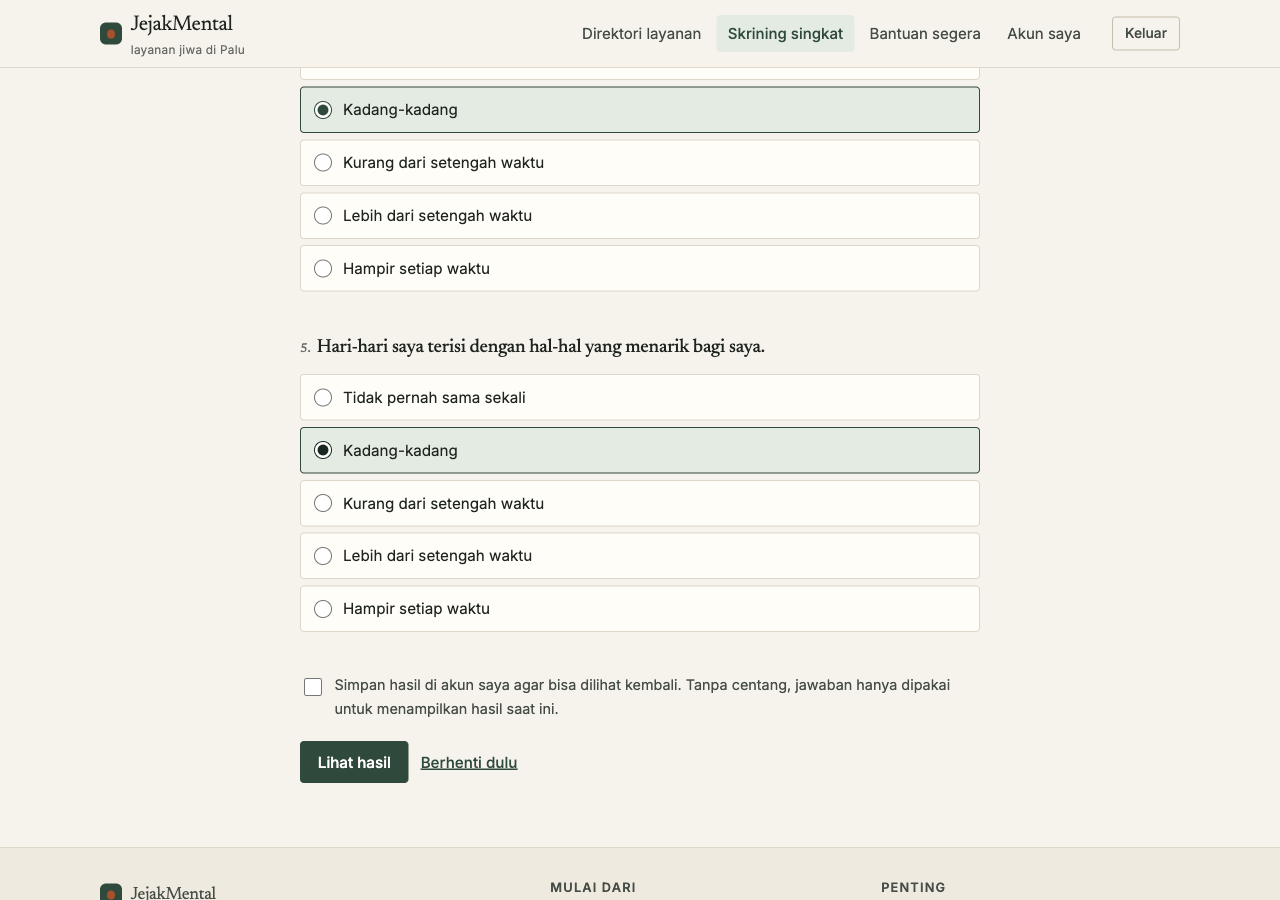 JejakMental
layanan jiwa di Palu
Direktori layanan
Skrining singkat
Bantuan segera
Akun saya
Keluar
Kadang-kadang
Kurang dari setengah waktu
Lebih dari setengah waktu
Hampir setiap waktu
5. Hari-hari saya terisi dengan hal-hal yang menarik bagi saya.
Tidak pernah sama sekali
Kadang-kadang
Kurang dari setengah waktu
Lebih dari setengah waktu
Hampir setiap waktu
Simpan hasil di akun saya agar bisa dilihat kembali. Tanpa centang, jawaban hanya dipakai
untuk menampilkan hasil saat ini.
Lihat hasil
Berhenti dulu
JejakMental
MULAI DARI
PENTING